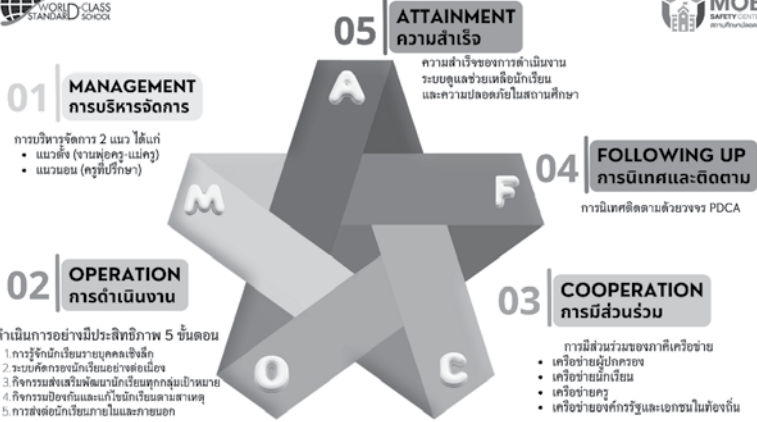 WORLD-CLASS
STANDARD SCHOOL
MOE
SAFETY CENTER
05
ATTAINMENT
ความสำเร็จ
ความสำเร็จของการดำเนินงาน
ระบบดูแลช่วยเหลือนักเรียน
และความปลอดภัยในสถานศึกษา
01
MANAGEMENT
การบริหารจัดการ
การบริหารจัดการ 2 แนว ได้แก่
• แนวตั้ง (งานพ่อครู-แม่ครู)
• แนวนอน (ครูที่ปรึกษา)
A
M
F
04
FOLLOWING UP
การนิเทศและติดตาม
การนิเทศติดตามด้วยวงจร PDCA
02
OPERATION
การดำเนินงาน
ดำเนินการอย่างมีประสิทธิภาพ 5 ขั้นตอน
1.การรู้จักนักเรียนรายบุคคลเชิงลึก
2.ระบบคัดกรองนักเรียนอย่างต่อเนื่อง
3.กิจกรรมส่งเสริมพัฒนานักเรียนทุกกลุ่มเป้าหมาย
4.กิจกรรมป้องกันและแก้ไขนักเรียนตามสาเหตุ
5.การส่งต่อนักเรียนภายในและภายนอก
O
C
03
COOPERATION
การมีส่วนร่วม
การมีส่วนร่วมของภาคีเครือข่าย
• เครือข่ายผู้ปกครอง
• เครือข่ายนักเรียน
• เครือข่ายครู
• เครือข่ายองค์กรรัฐและเอกชนในท้องถิ่น